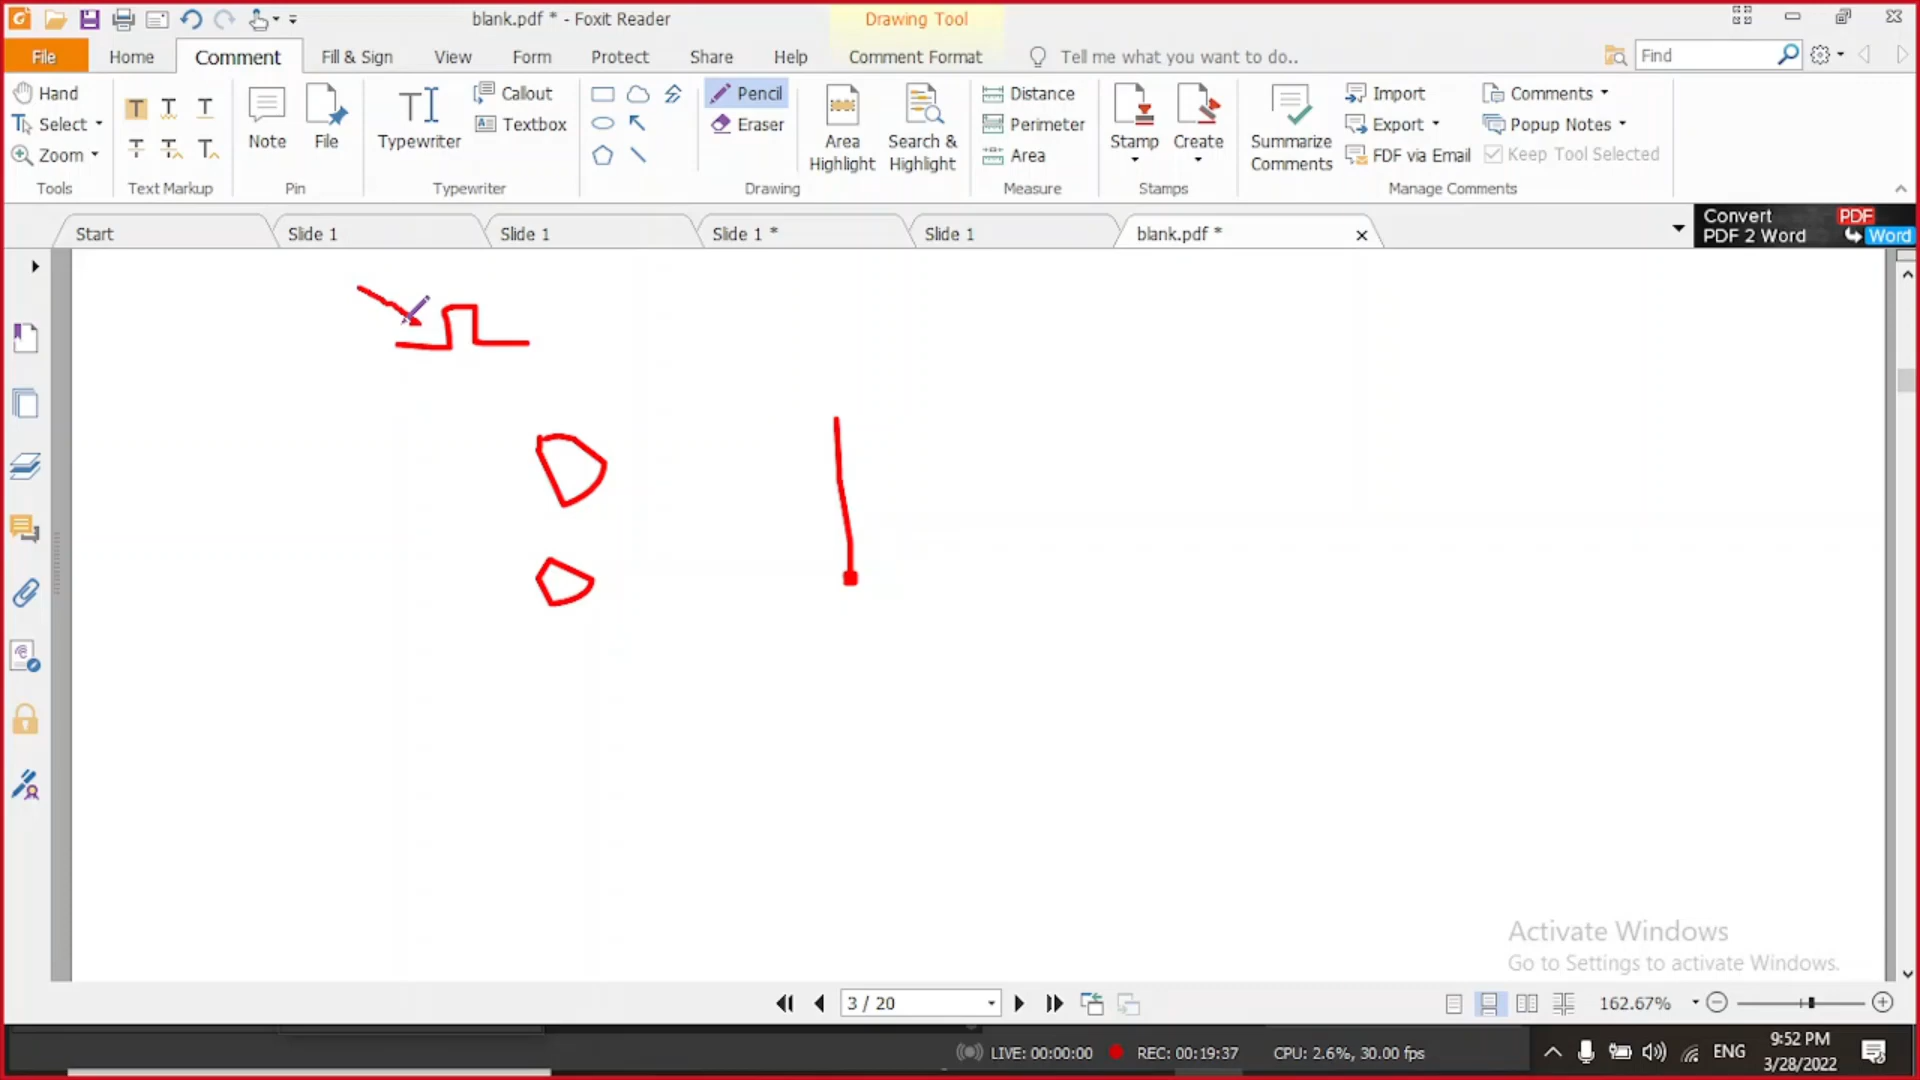 blank.pdf * - Foxit Reader
Drawing Tool
File
Home
Comment
Fill & Sign
View
Form
Protect
Share
Help
Comment Format
Tell me what you want to do..
Find
Hand
Select
Zoom
Tools
Text Markup
Note
File
Pin
Typewriter
Callout
Textbox
Typewriter
Pencil
Eraser
Area Highlight
Search & Highlight
Drawing
Distance
Perimeter
Area
Measure
Stamp
Create
Stamps
Summarize Comments
Import
Export
FDF via Email
Comments
Popup Notes
Keep Tool Selected
Manage Comments
Start
Slide 1
Slide 1
Slide 1 *
Slide 1
blank.pdf *
Convert PDF
PDF 2 Word Word
Activate Windows
Go to Settings to activate Windows.
3 / 20
162.67%
LIVE: 00:00:00
REC: 00:19:37
CPU: 2.6%, 30.00 fps
ENG
9:52 PM
3/28/2022